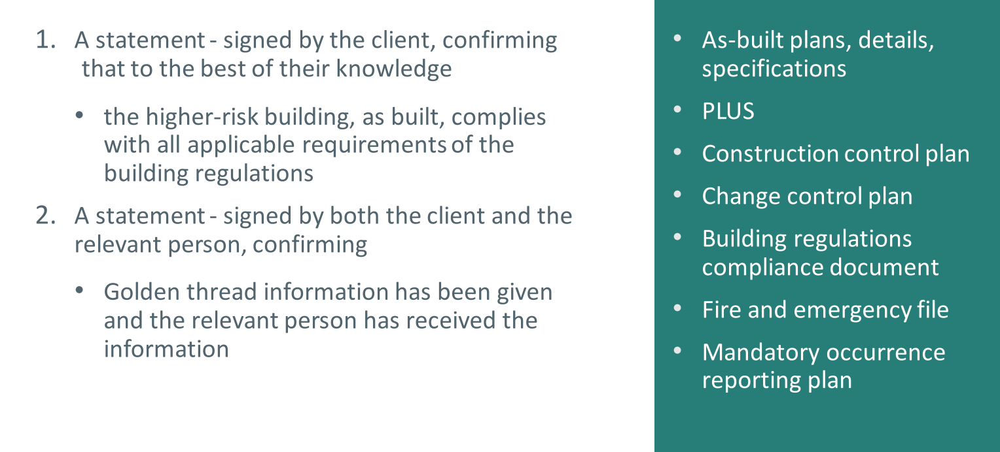 1. A statement - signed by the client, confirming
that to the best of their knowledge
• the higher-risk building, as built, complies
with all applicable requirements of the
building regulations
2. A statement - signed by both the client and the
relevant person, confirming
• Golden thread information has been given
and the relevant person has received the
information
• As-built plans, details,
specifications
• PLUS
• Construction control plan
• Change control plan
• Building regulations
compliance document
• Fire and emergency file
• Mandatory occurrence
reporting plan